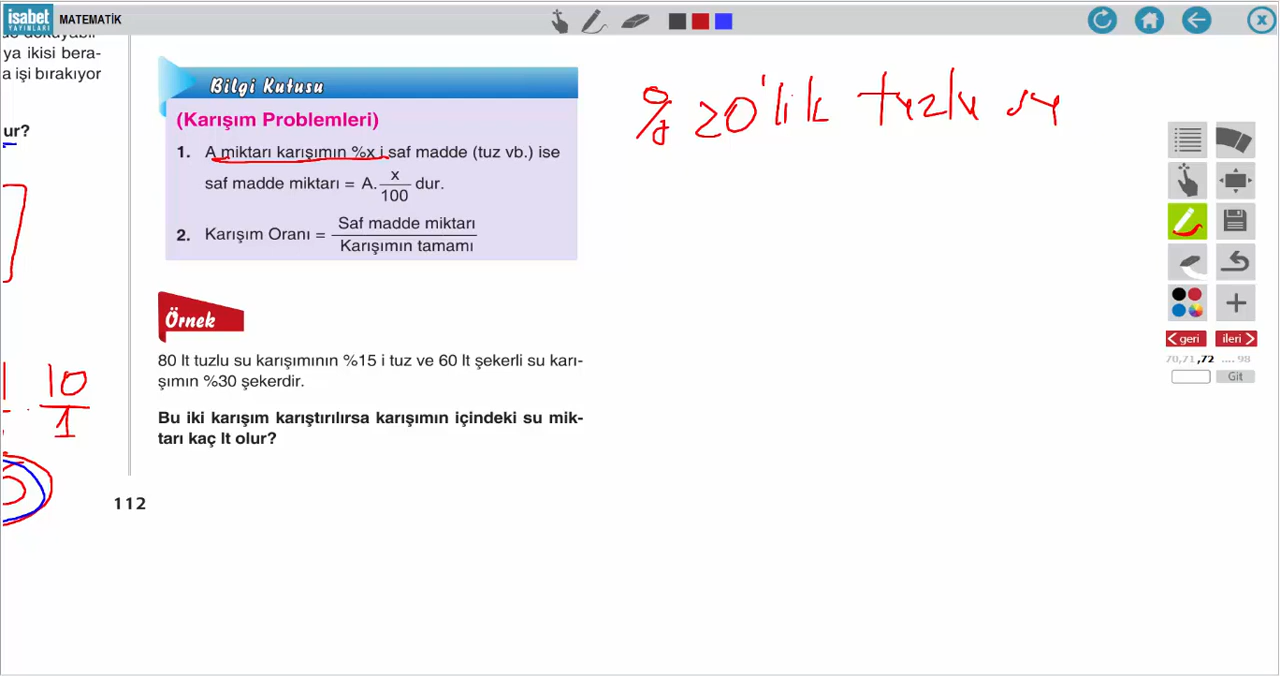 isabet
YAYINLARI
MATEMATİK
ya ikisi bera-
a işi bırakıyor
ur?
10
1
112
Bilgi Kutusu
(Karışım Problemleri)
1. A miktarı karışımın %x i saf madde (tuz vb.) ise
saf madde miktarı = A. x/100 dur.
2. Karışım Oranı = Saf madde miktarı / Karışımın tamamı
Örnek
80 lt tuzlu su karışımının %15 i tuz ve 60 lt şekerli su karı-
şımın %30 şekerdir.
Bu iki karışım karıştırılırsa karışımın içindeki su mik-
tarı kaç lt olur?
% 20'lik tuzlu su
geri
ileri
70,71,72 .... 98
Git